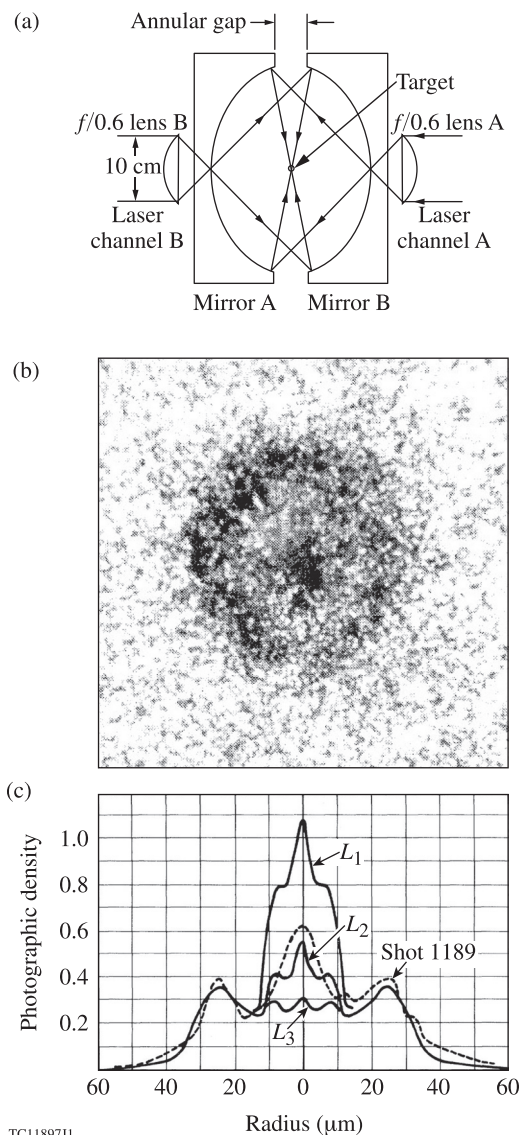 (a)
Annular gap
Target
f/0.6 lens B
f/0.6 lens A
10 cm
Laser channel B
Laser channel A
Mirror A
Mirror B
(b)
(c)
Photographic density
1.0
0.8
0.6
0.4
0.2
L1
L2
L3
Shot 1189
60 40 20 0 20 40 60
Radius (μm)
TC11897J1